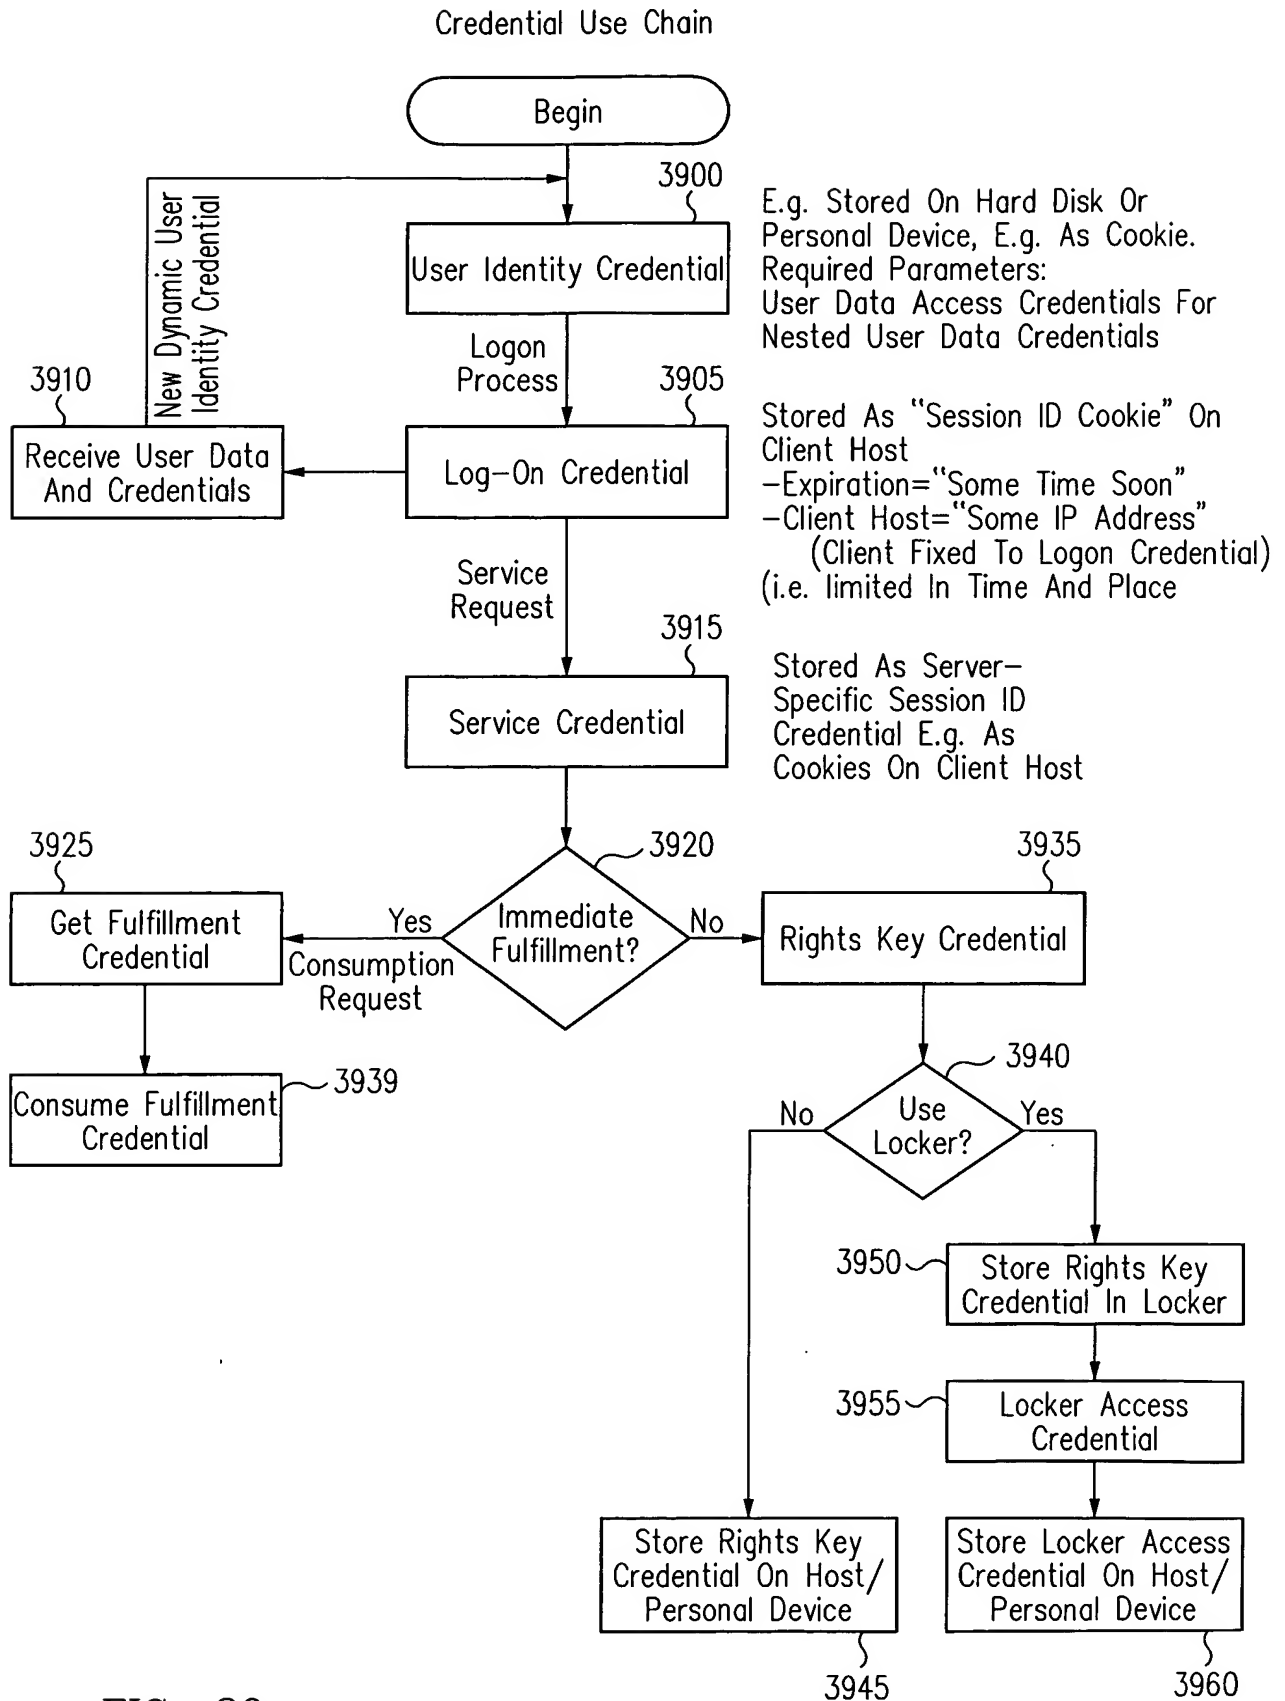 Credential Use Chain
Begin
3900
User Identity Credential
E.g. Stored On Hard Disk Or
Personal Device, E.g. As Cookie.
Required Parameters:
User Data Access Credentials For
Nested User Data Credentials
New Dynamic User
Identity Credential
Logon
Process
3910
Receive User Data
And Credentials
3905
Log-On Credential
Stored As "Session ID Cookie" On
Client Host
-Expiration="Some Time Soon"
-Client Host="Some IP Address"
(Client Fixed To Logon Credential)
(i.e. limited In Time And Place
Service
Request
3915
Service Credential
Stored As Server-
Specific Session ID
Credential E.g. As
Cookies On Client Host
3920
Immediate
Fulfillment?
Yes
Consumption
Request
No
3925
Get Fulfillment
Credential
3939
Consume Fulfillment
Credential
3935
Rights Key Credential
3940
Use
Locker?
No
Yes
3950
Store Rights Key
Credential In Locker
3955
Locker Access
Credential
Store Rights Key
Credential On Host/
Personal Device
3945
Store Locker Access
Credential On Host/
Personal Device
3960